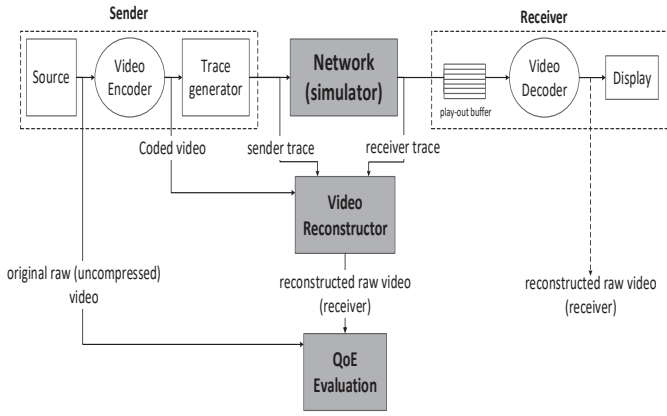 Sender
Receiver
Source
Video
Encoder
Trace
generator
Network
(simulator)
play-out buffer
Video
Decoder
Display
Coded video
sender trace
receiver trace
Video
Reconstructor
original raw (uncompressed)
video
reconstructed raw video
(receiver)
reconstructed raw video
(receiver)
QoE
Evaluation